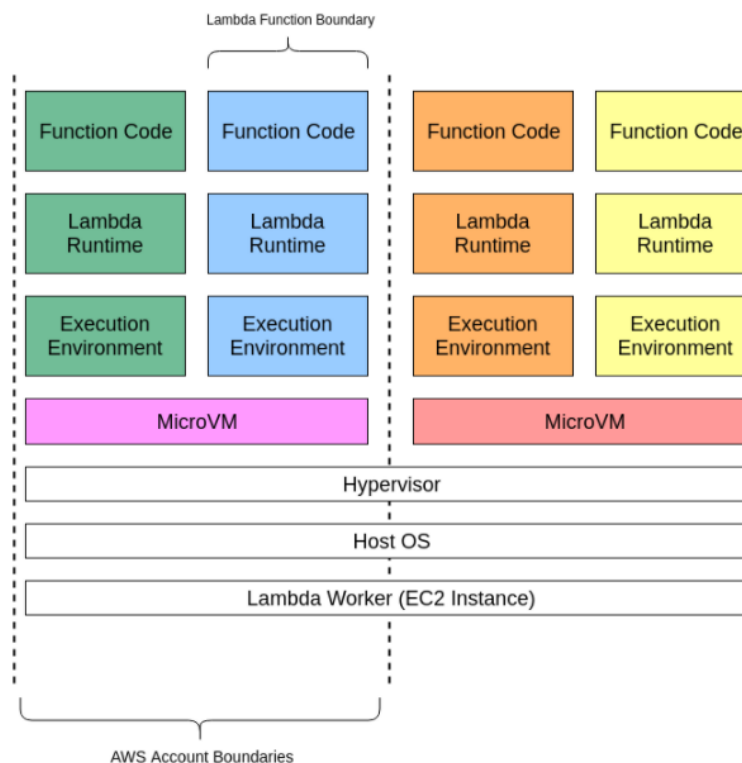 Lambda Function Boundary
Function Code
Function Code
Function Code
Function Code
Lambda
Runtime
Lambda
Runtime
Lambda
Runtime
Lambda
Runtime
Execution
Environment
Execution
Environment
Execution
Environment
Execution
Environment
MicroVM
MicroVM
Hypervisor
Host OS
Lambda Worker (EC2 Instance)
AWS Account Boundaries